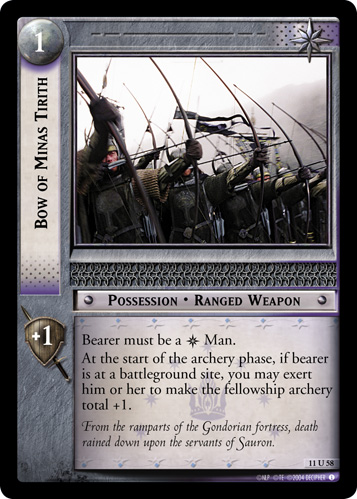 1
BOW OF MINAS TIRITH
POSSESSION • RANGED WEAPON
+1
Bearer must be a Man.
At the start of the archery phase, if bearer
is at a battleground site, you may exert
him or her to make the fellowship archery
total +1.
From the ramparts of the Gondorian fortress, death
rained down upon the servants of Sauron.
11 U 58
©NLP ©TE ©2004 DECIPHER